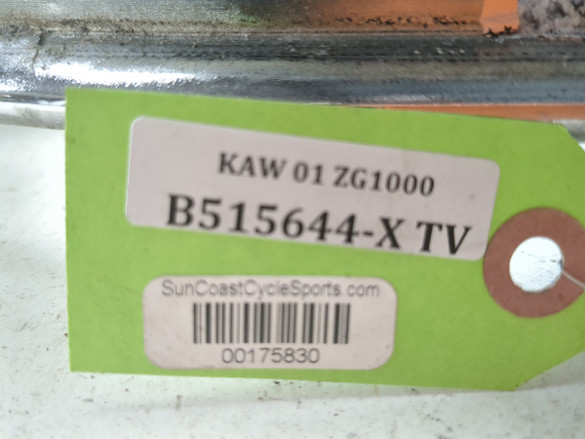 KAW 01 ZG1000
B515644-X TV
SunCoastCycleSports.com
00175830